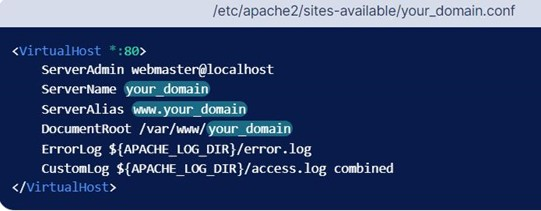 /etc/apache2/sites-available/your_domain.conf
<VirtualHost *:80>
    ServerAdmin webmaster@localhost
    ServerName your_domain
    ServerAlias www.your_domain
    DocumentRoot /var/www/your_domain
    ErrorLog ${APACHE_LOG_DIR}/error.log
    CustomLog ${APACHE_LOG_DIR}/access.log combined
</VirtualHost>